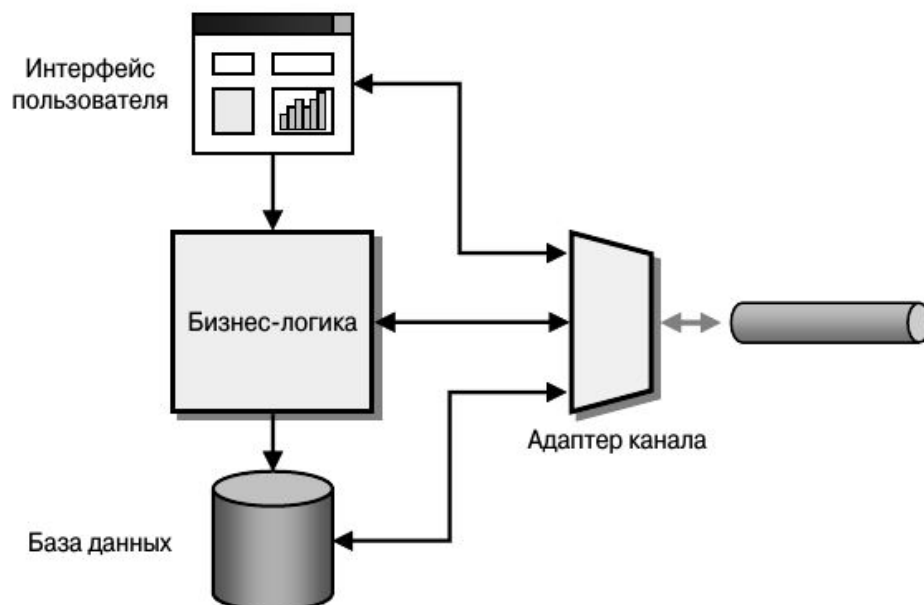 Интерфейс
пользователя
Бизнес-логика
Адаптер канала
База данных